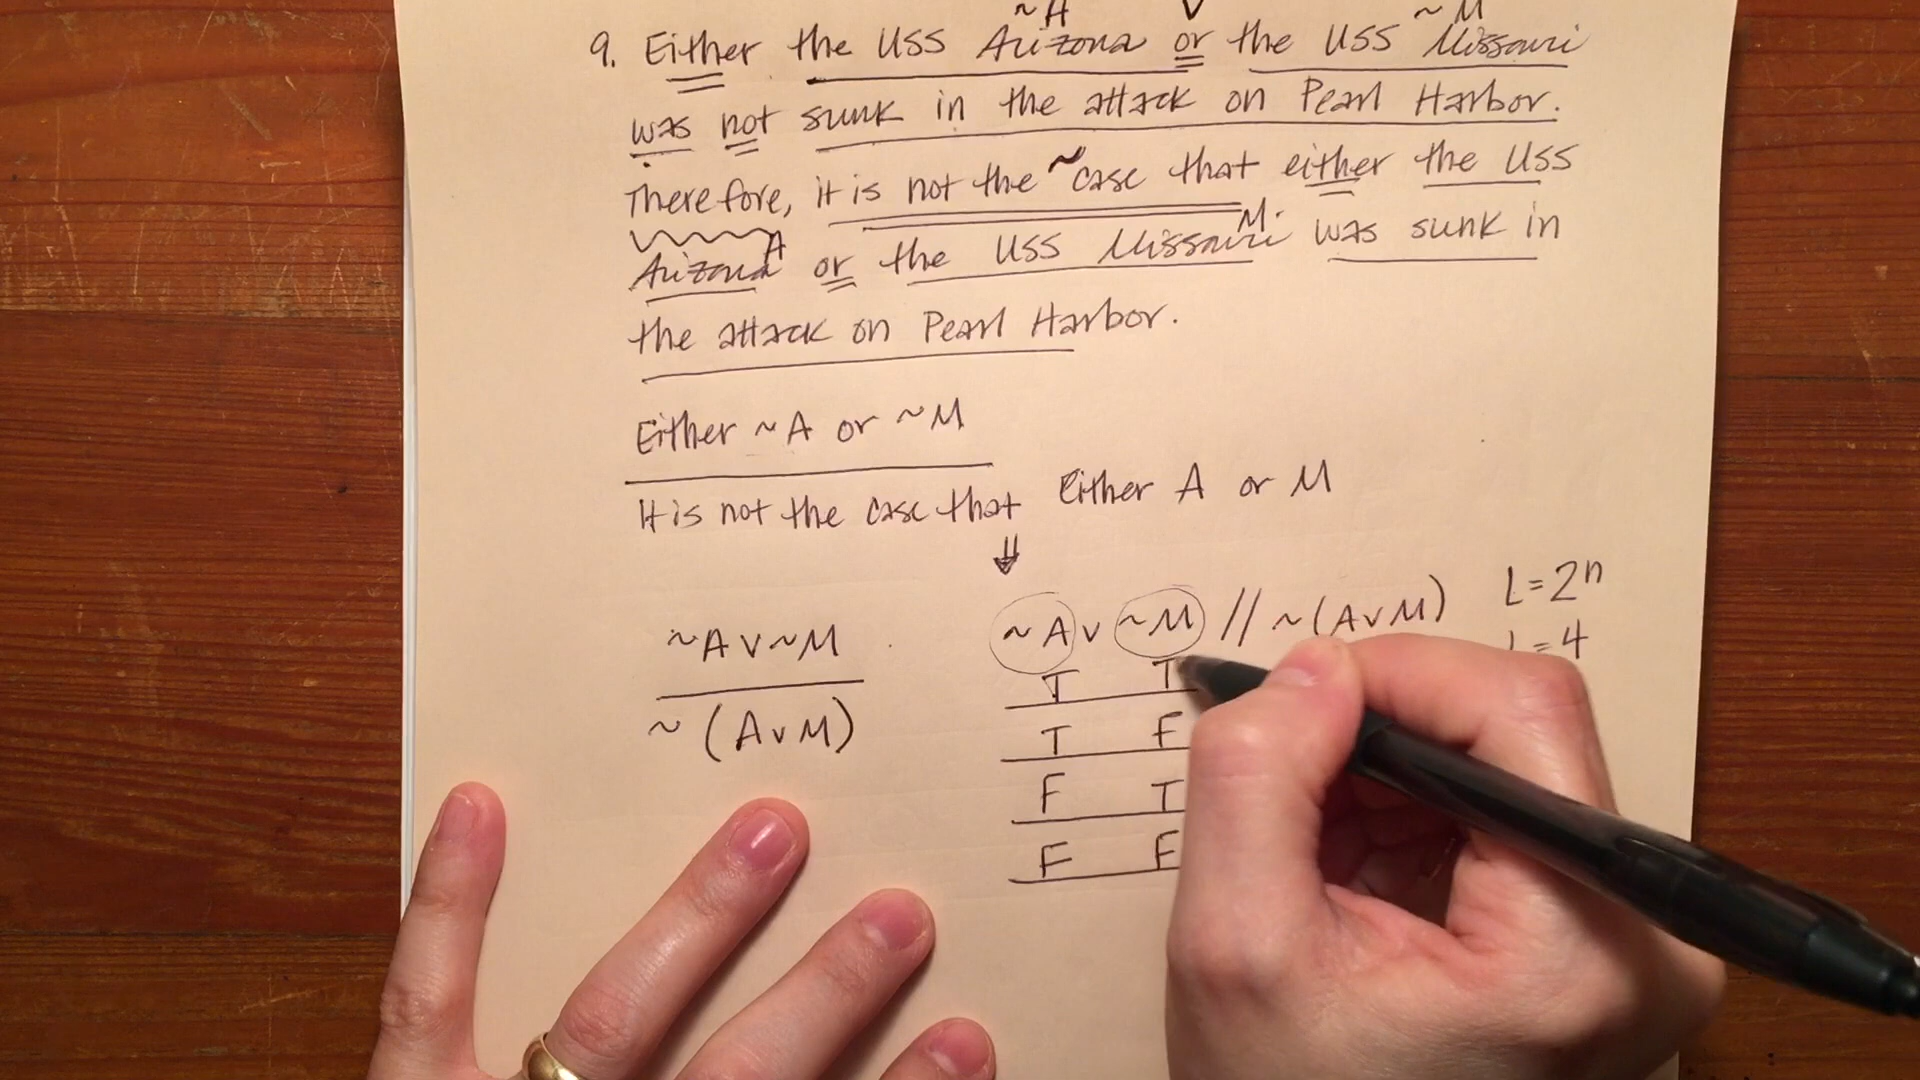 ~A v ~M
9. Either the USS Arizona or the USS Missouri
was not sunk in the attack on Pearl Harbor.
~
Therefore, it is not the case that either the USS
A M.
Arizona or the USS Missouri was sunk in
the attack on Pearl Harbor.
Either ~A or ~M
It is not the case that Either A or M
⇓
~A v ~M
~(A v M)
~A v ~M // ~(A v M)
T T
T F
F T
F F
L=2ⁿ
L=4